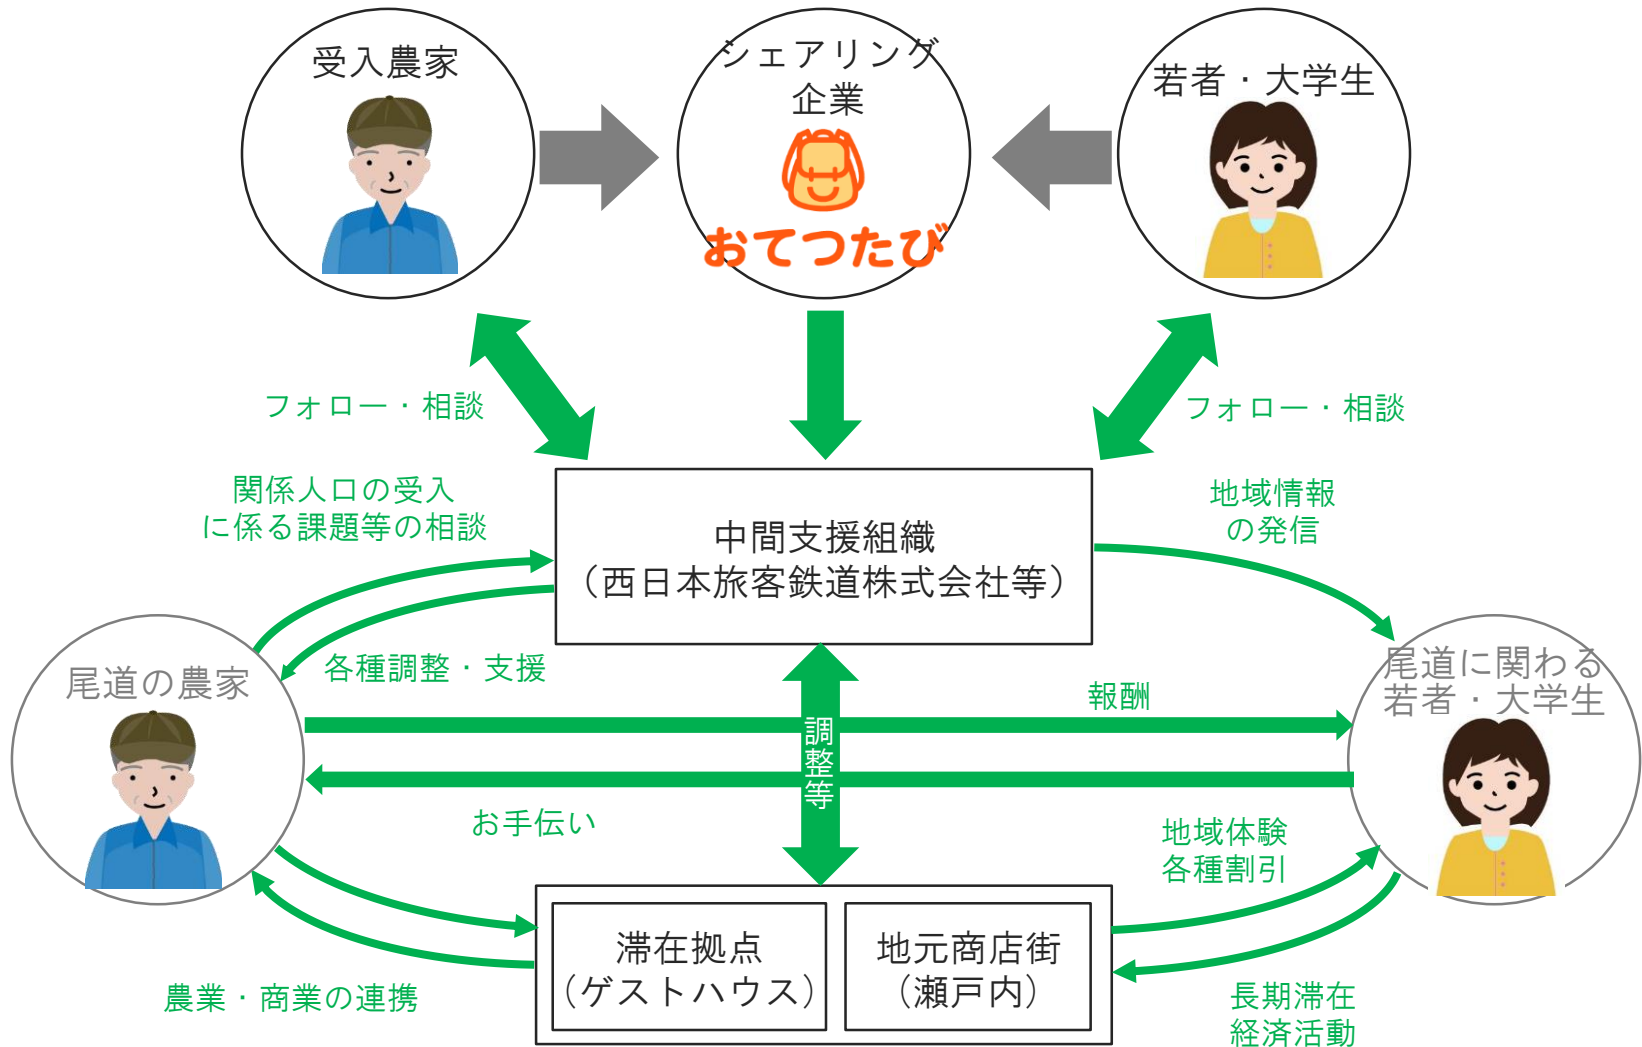 受入農家
シェアリング
企業
おてつたび
若者・大学生
フォロー・相談
フォロー・相談
関係人口の受入
に係る課題等の相談
中間支援組織
（西日本旅客鉄道株式会社等）
地域情報
の発信
尾道の農家
各種調整・支援
報酬
尾道に関わる
若者・大学生
調整等
お手伝い
地域体験
各種割引
滞在拠点
（ゲストハウス）
地元商店街
（瀬戸内）
農業・商業の連携
長期滞在
経済活動